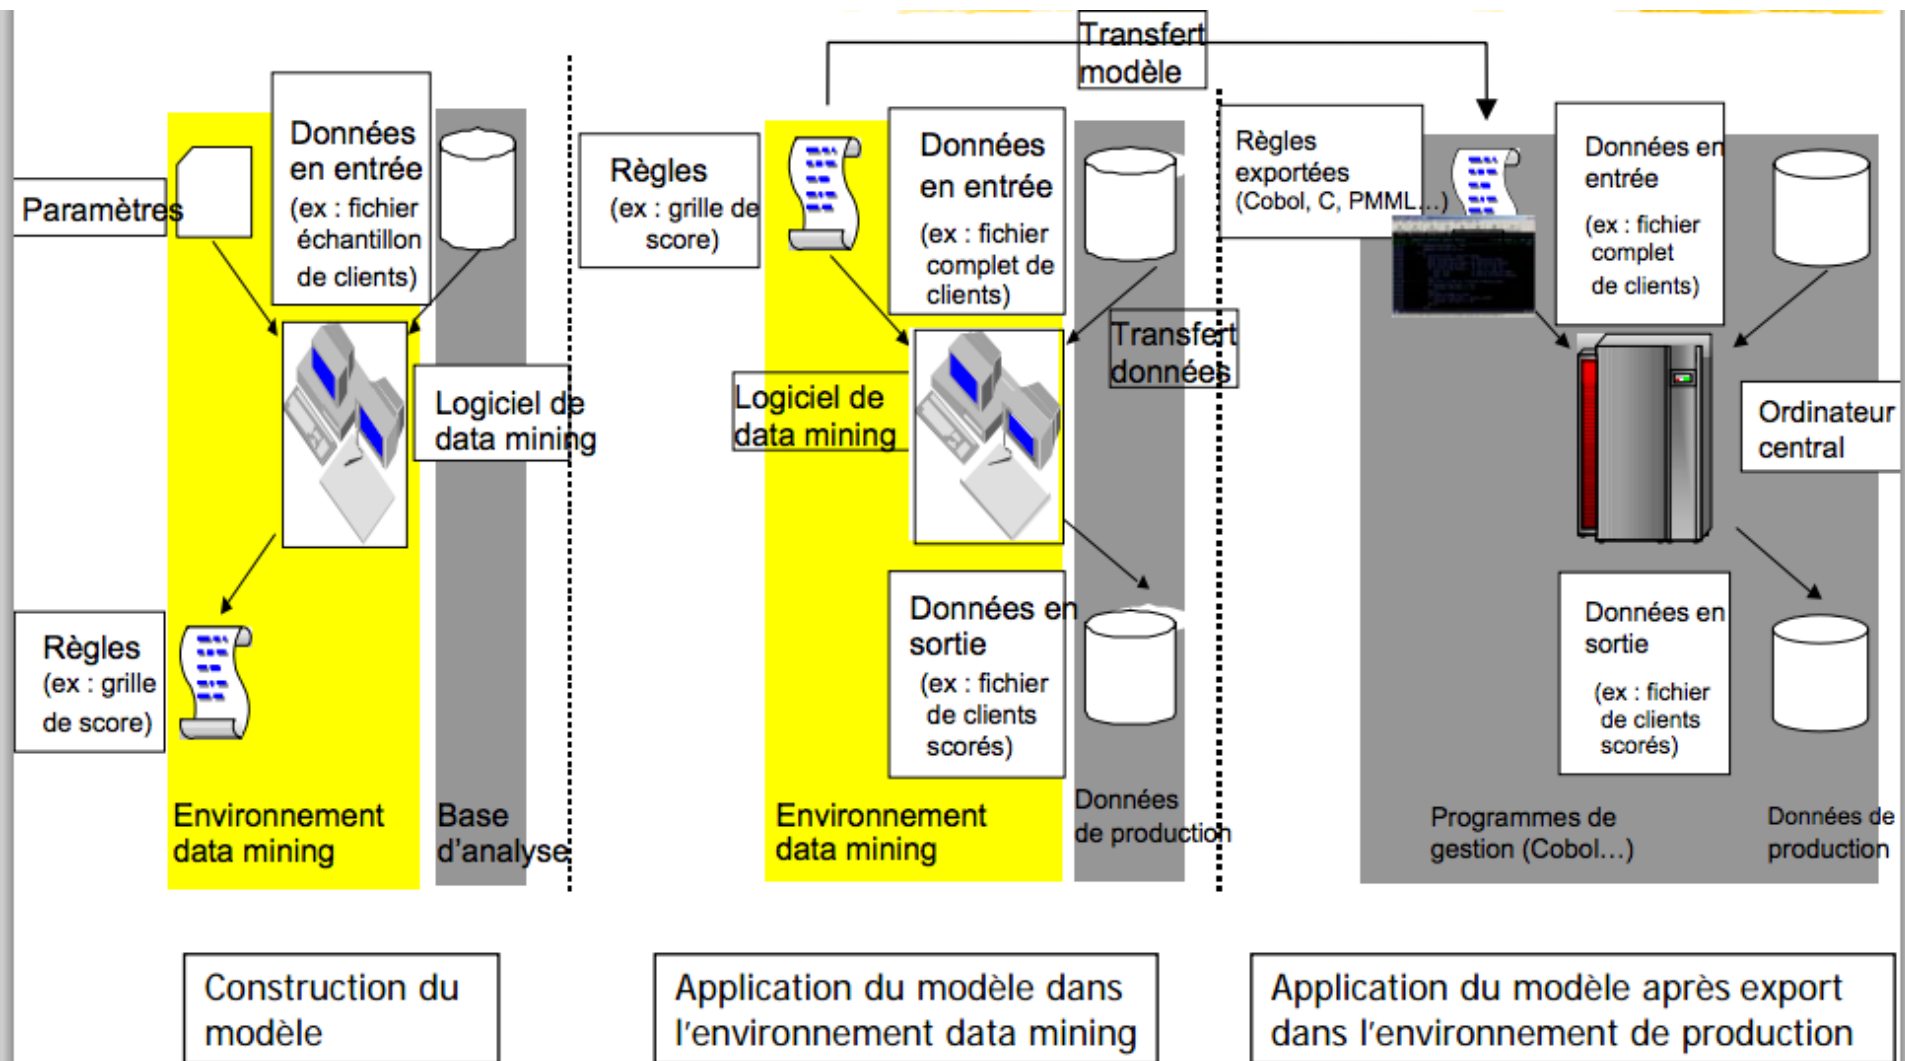 Transfert
modèle
Paramètres
Données
en entrée
(ex : fichier
échantillon
de clients)
Logiciel de
data mining
Règles
(ex : grille
de score)
Environnement
data mining
Base
d'analyse
Construction du
modèle
Règles
(ex : grille de
score)
Données
en entrée
(ex : fichier
complet de
clients)
Transfert
données
Logiciel de
data mining
Données en
sortie
(ex : fichier
de clients
scorés)
Environnement
data mining
Données
de production
Application du modèle dans
l'environnement data mining
Règles
exportées
(Cobol, C, PMML…)
Données en
entrée
(ex : fichier
complet
de clients)
Ordinateur
central
Données en
sortie
(ex : fichier
de clients
scorés)
Programmes de
gestion (Cobol…)
Données de
production
Application du modèle après export
dans l'environnement de production